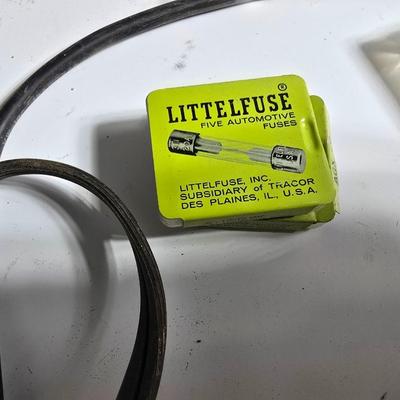 LITTELFUSE®
FIVE AUTOMOTIVE
FUSES
LITTELFUSE, INC.
SUBSIDIARY of TRACOR
DES PLAINES, IL., U.S.A.